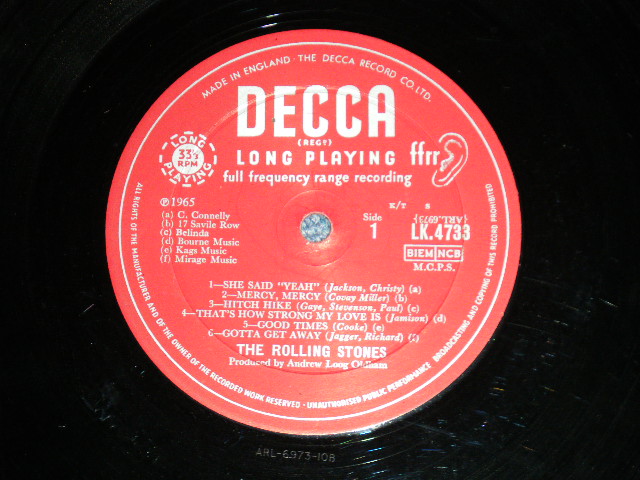 MADE IN ENGLAND · THE DECCA RECORD CO. LTD.
DECCA
(REGD)
LONG PLAYING
ffrr
full frequency range recording
LONG
33⅓
RPM
PLAYING
℗1965
(a) C. Connelly
(b) 17 Savile Row
(c) Belinda
(d) Bourne Music
(e) Kags Music
(f) Mirage Music
Side
1
K/T 8
(ARL.6973)
LK.4733
BIEM NCB
M.C.P.S.
1—SHE SAID "YEAH" (Jackson, Christy) (a)
2—MERCY, MERCY (Covay Miller) (b)
3—HITCH HIKE (Gaye, Stevenson, Paul) (c)
4—THAT'S HOW STRONG MY LOVE IS (Jamison) (d)
5—GOOD TIMES (Cooke) (e)
6—GOTTA GET AWAY (Jagger, Richard) (f)
THE ROLLING STONES
Produced by Andrew Loog Oldham
ALL RIGHTS OF THE MANUFACTURER AND OF THE OWNER OF THE RECORDED WORK RESERVED · UNAUTHORISED PUBLIC PERFORMANCE BROADCASTING AND COPYING OF THIS RECORD PROHIBITED
ARL-6973-10B